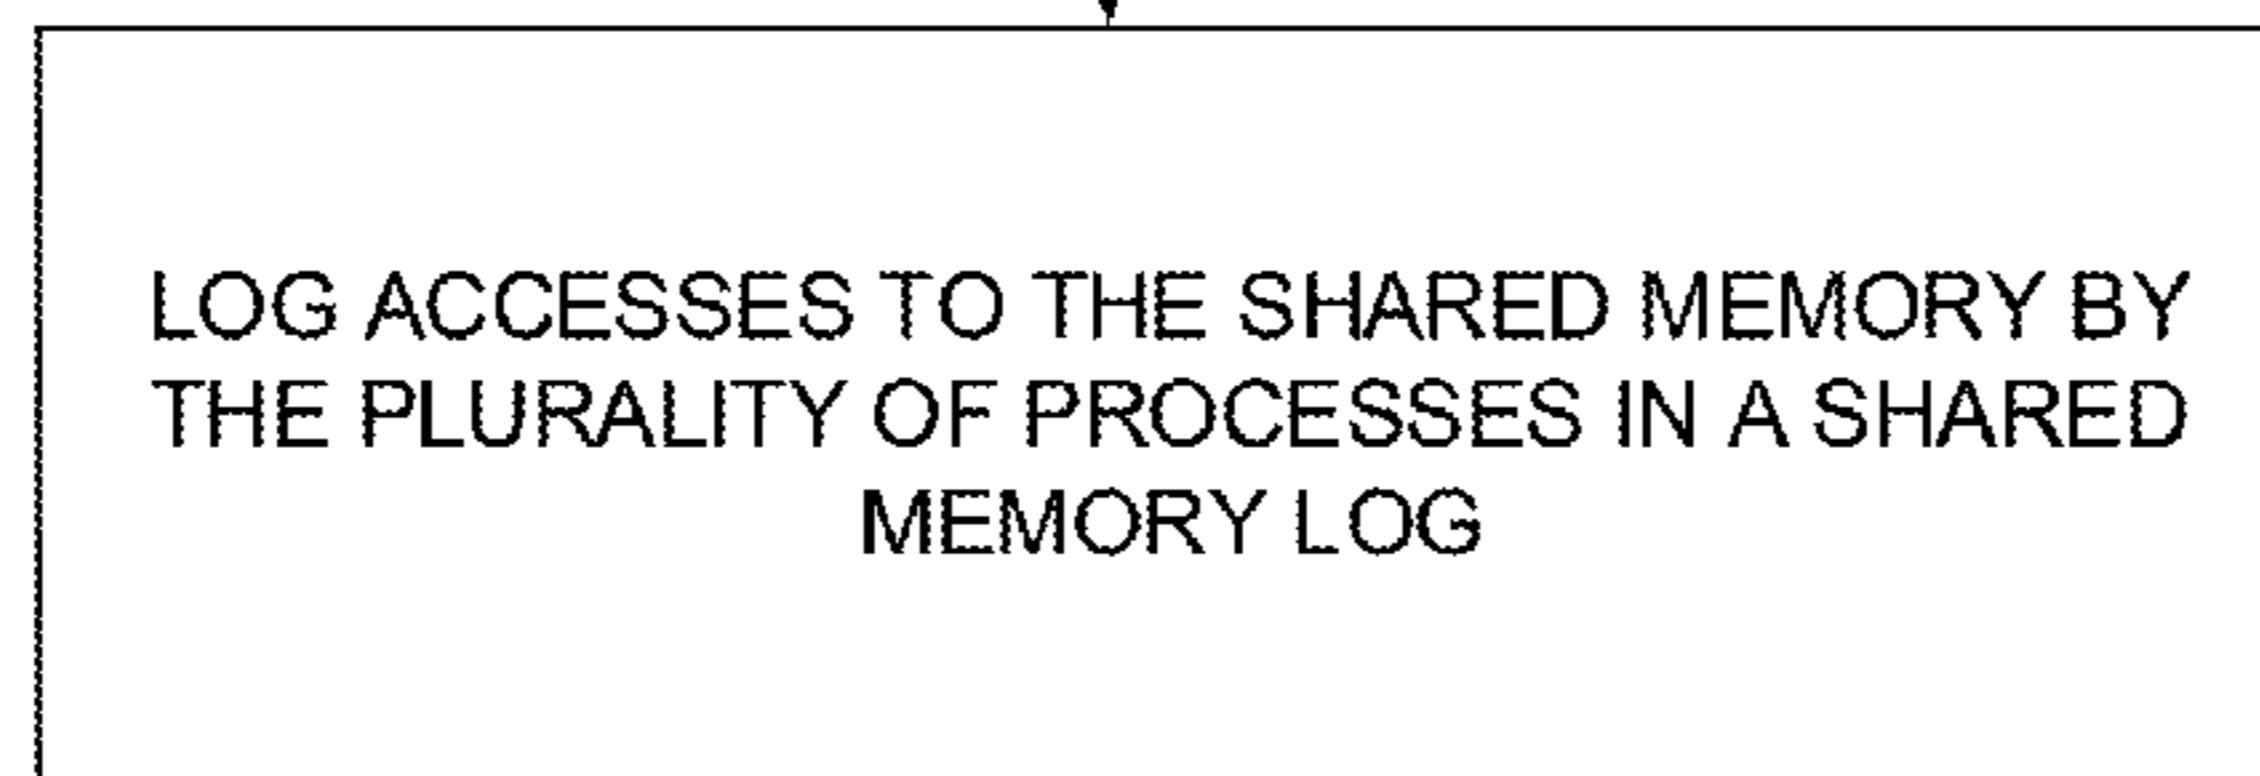 LOG ACCESSES TO THE SHARED MEMORY BY
THE PLURALITY OF PROCESSES IN A SHARED
MEMORY LOG